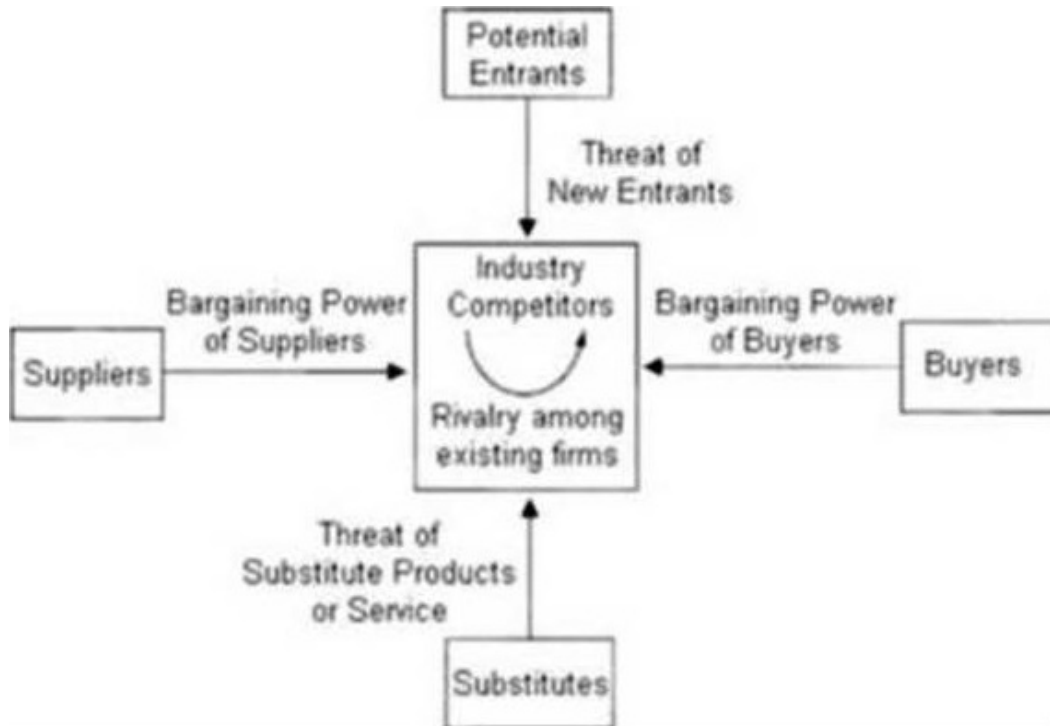 Potential
Entrants
Threat of
New Entrants
Industry
Competitors
Bargaining Power
of Suppliers
Bargaining Power
of Buyers
Suppliers
Buyers
Rivalry among
existing firms
Threat of
Substitute Products
or Service
Substitutes